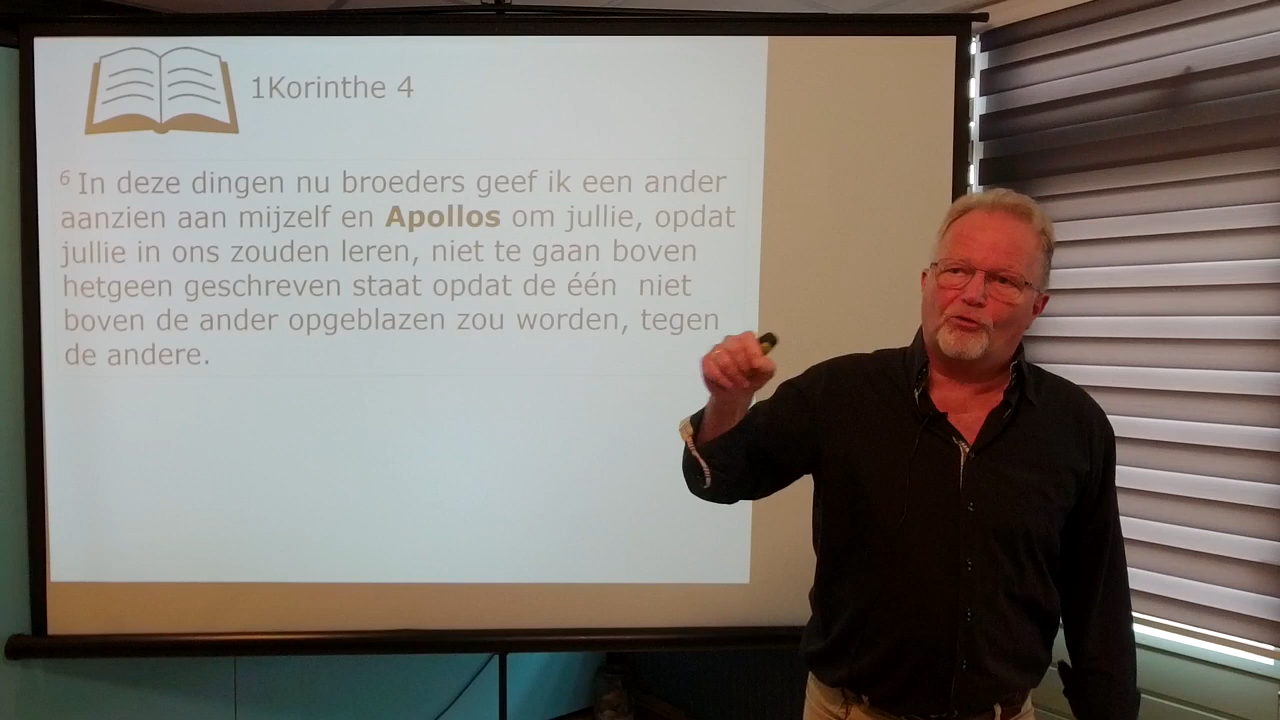 1Korinthe 4
6 In deze dingen nu broeders geef ik een ander
aanzien aan mijzelf en Apollos om jullie, opdat
jullie in ons zouden leren, niet te gaan boven
hetgeen geschreven staat opdat de één  niet
boven de ander opgeblazen zou worden, tegen
de andere.